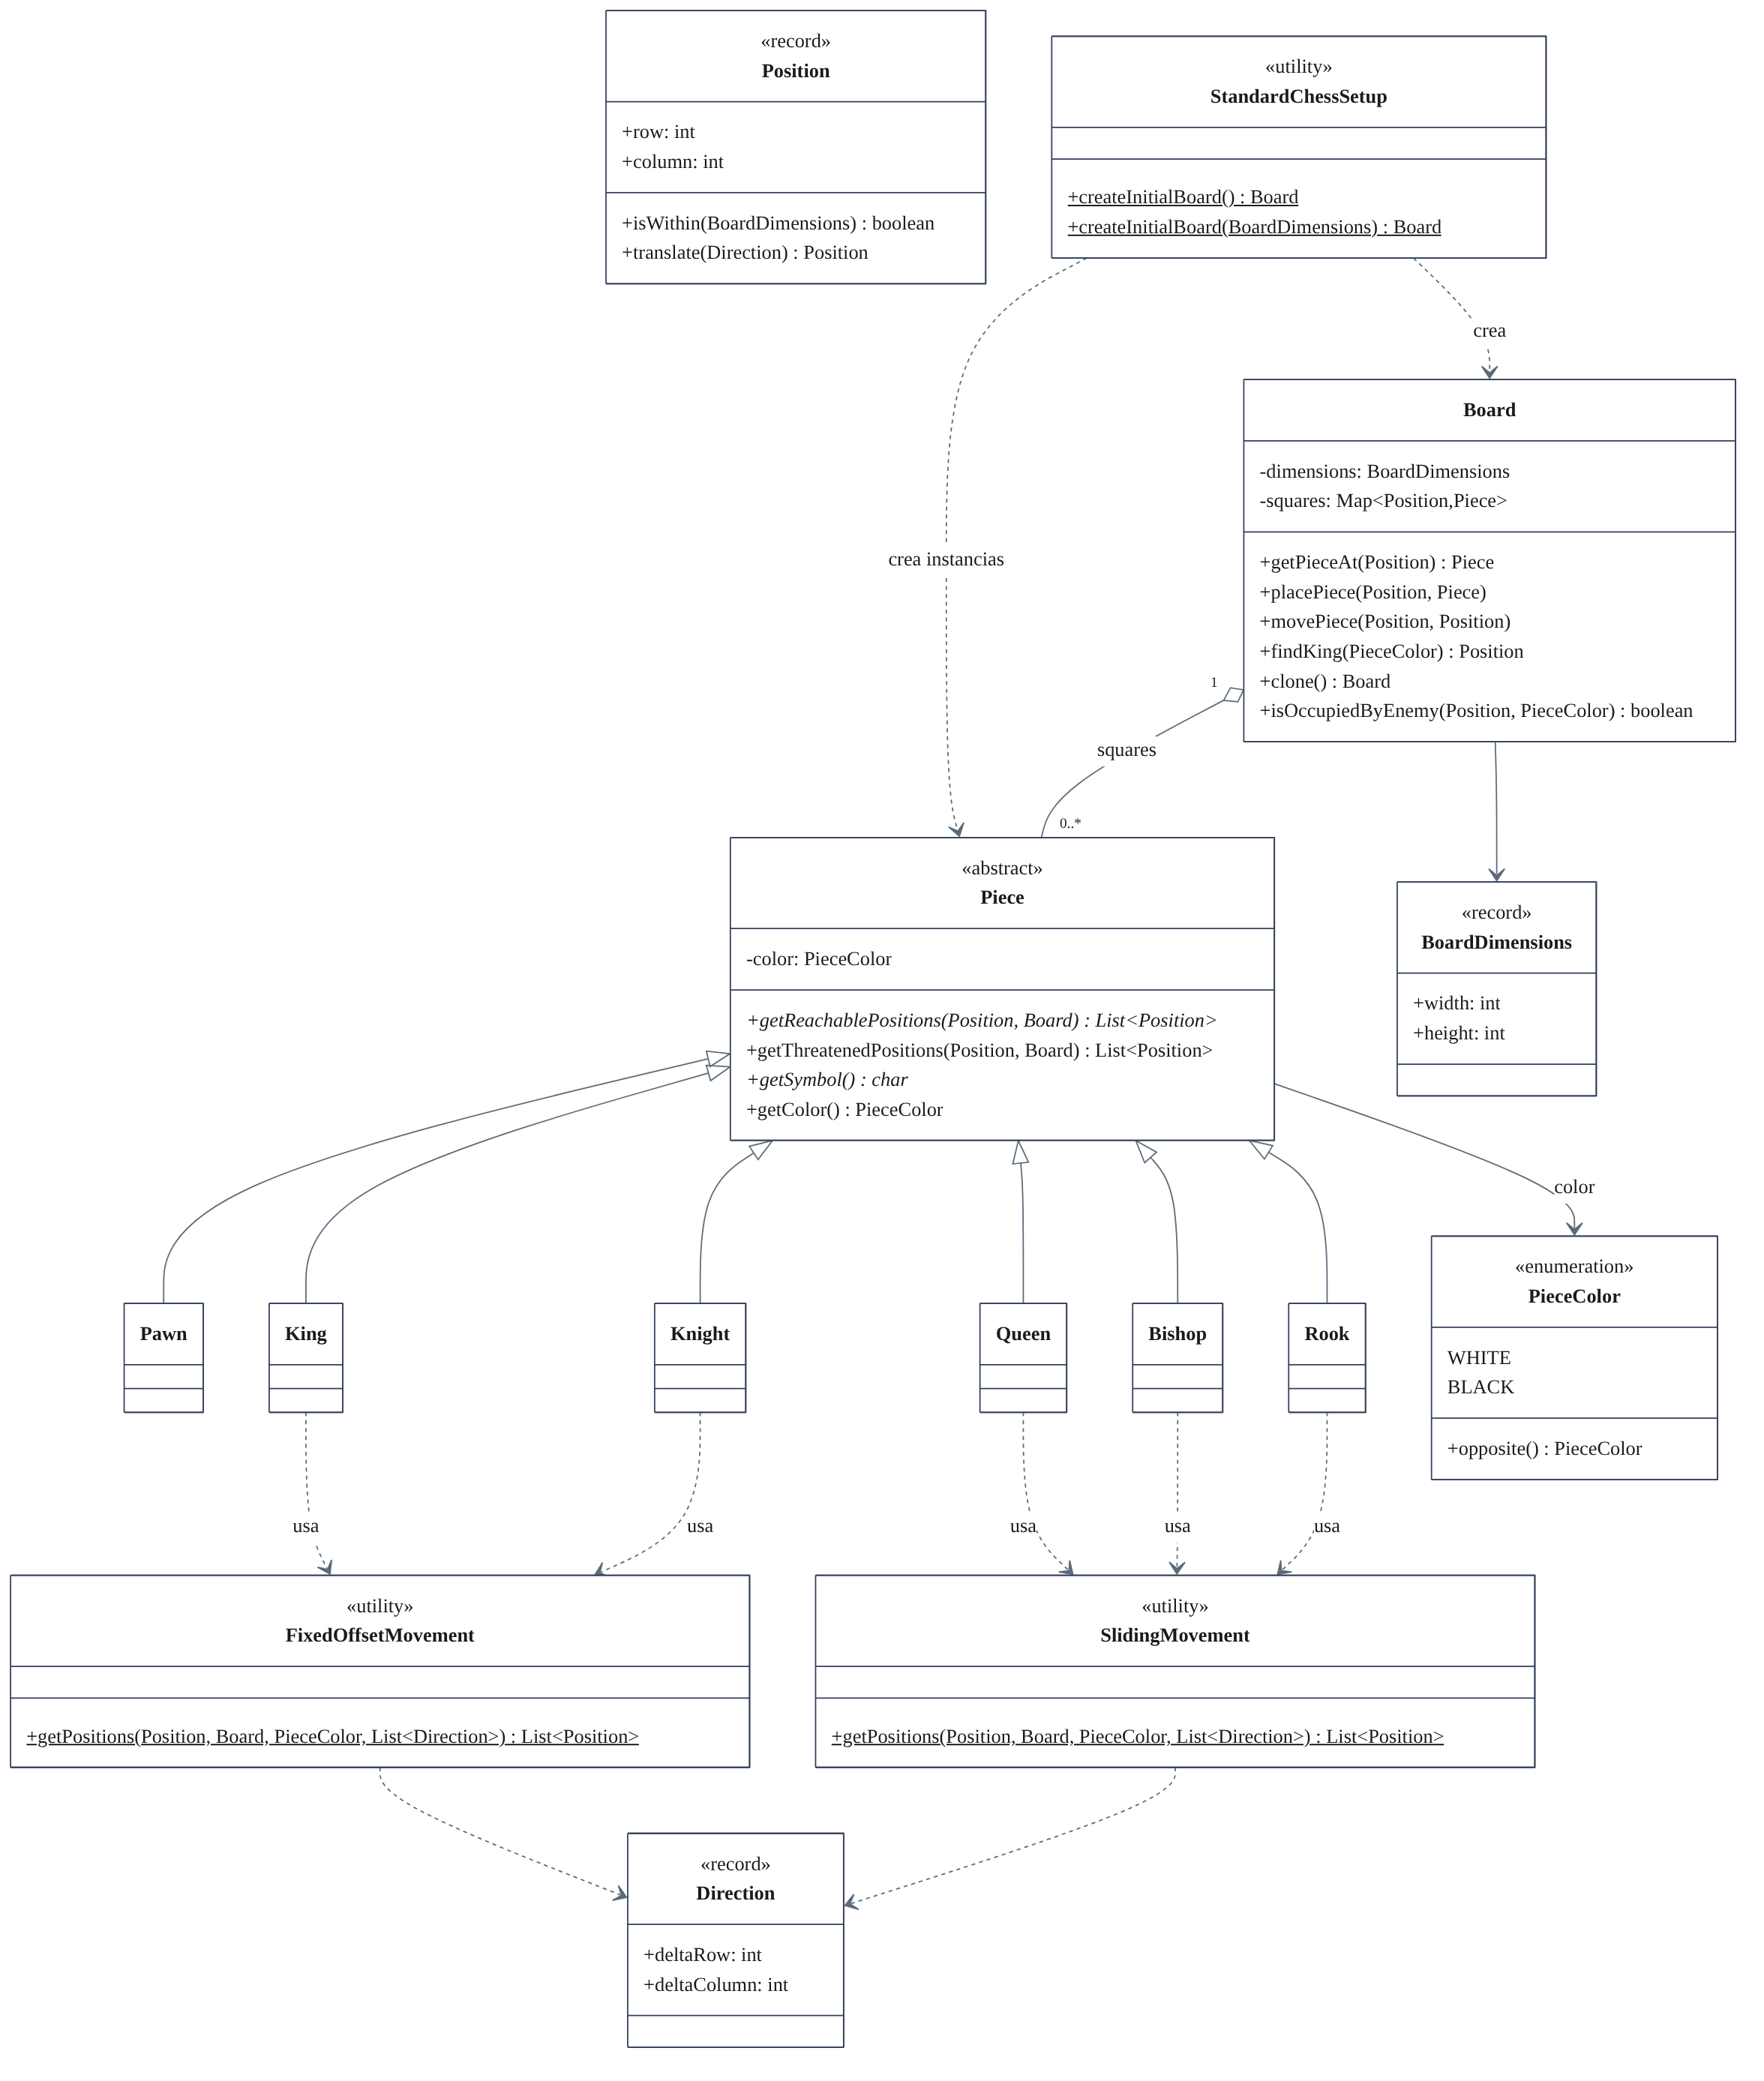 «record»
Position
+row: int
+column: int
+isWithin(BoardDimensions) : boolean
+translate(Direction) : Position
«utility»
StandardChessSetup
+createInitialBoard() : Board
+createInitialBoard(BoardDimensions) : Board
crea
crea instancias
Board
-dimensions: BoardDimensions
-squares: Map<Position,Piece>
+getPieceAt(Position) : Piece
+placePiece(Position, Piece)
+movePiece(Position, Position)
+findKing(PieceColor) : Position
+clone() : Board
+isOccupiedByEnemy(Position, PieceColor) : boolean
1
squares
0..*
«abstract»
Piece
-color: PieceColor
+getReachablePositions(Position, Board) : List<Position>
+getThreatenedPositions(Position, Board) : List<Position>
+getSymbol() : char
+getColor() : PieceColor
«record»
BoardDimensions
+width: int
+height: int
color
«enumeration»
PieceColor
WHITE
BLACK
+opposite() : PieceColor
Pawn
King
Knight
Queen
Bishop
Rook
usa
usa
usa
usa
usa
«utility»
FixedOffsetMovement
+getPositions(Position, Board, PieceColor, List<Direction>) : List<Position>
«utility»
SlidingMovement
+getPositions(Position, Board, PieceColor, List<Direction>) : List<Position>
«record»
Direction
+deltaRow: int
+deltaColumn: int